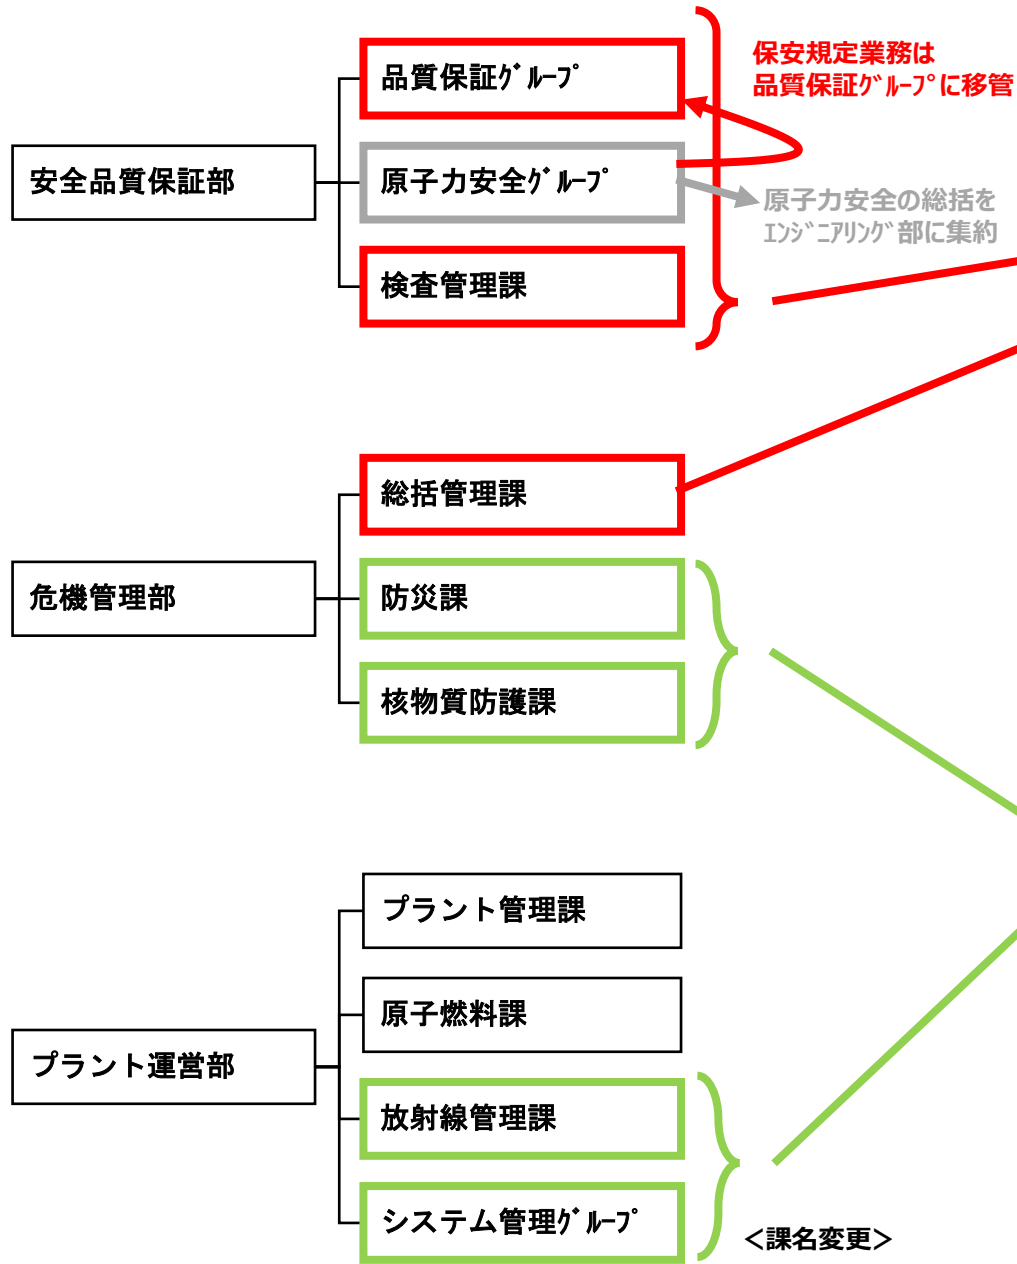 保安規定業務は
品質保証ｸﾞﾙｰﾌﾟに移管
品質保証ｸﾞﾙｰﾌﾟ
安全品質保証部
原子力安全ｸﾞﾙｰﾌﾟ
原子力安全の総括を
ｴﾝｼﾞﾆｱﾘﾝｸﾞ部に集約
検査管理課
総括管理課
危機管理部
防災課
核物質防護課
プラント管理課
原子燃料課
プラント運営部
放射線管理課
システム管理ｸﾞﾙｰﾌﾟ
＜課名変更＞